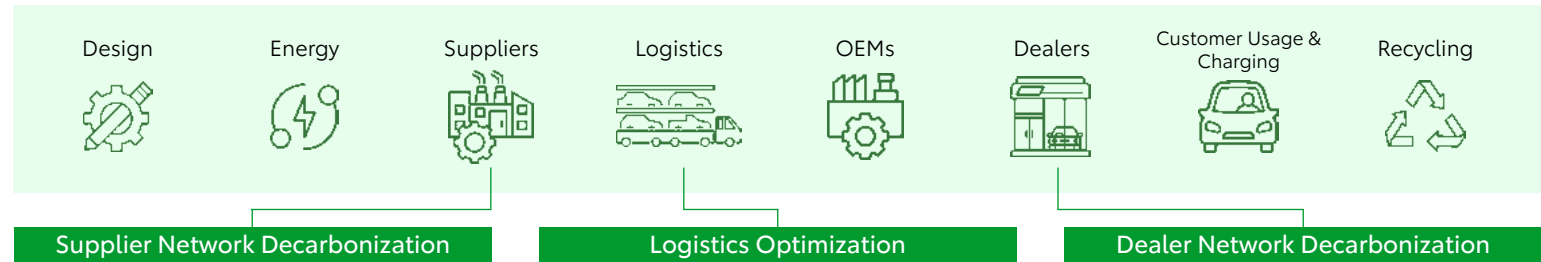 Design
Energy
Suppliers
Logistics
OEMs
Dealers
Customer Usage &
Charging
Recycling
Supplier Network Decarbonization
Logistics Optimization
Dealer Network Decarbonization